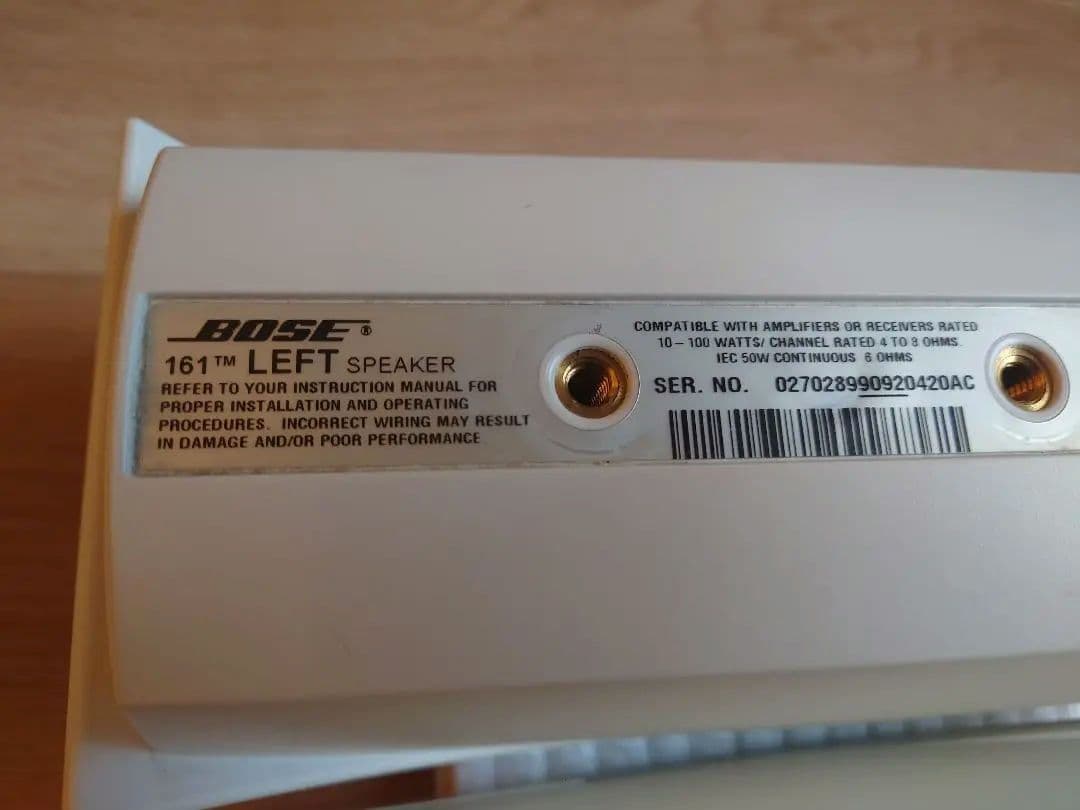 BOSE®
161™ LEFT SPEAKER
REFER TO YOUR INSTRUCTION MANUAL FOR
PROPER INSTALLATION AND OPERATING
PROCEDURES. INCORRECT WIRING MAY RESULT
IN DAMAGE AND/OR POOR PERFORMANCE
COMPATIBLE WITH AMPLIFIERS OR RECEIVERS RATED
10 – 100 WATTS/ CHANNEL RATED 4 TO 8 OHMS.
IEC 50W CONTINUOUS 6 OHMS
SER. NO. 027028990920420AC